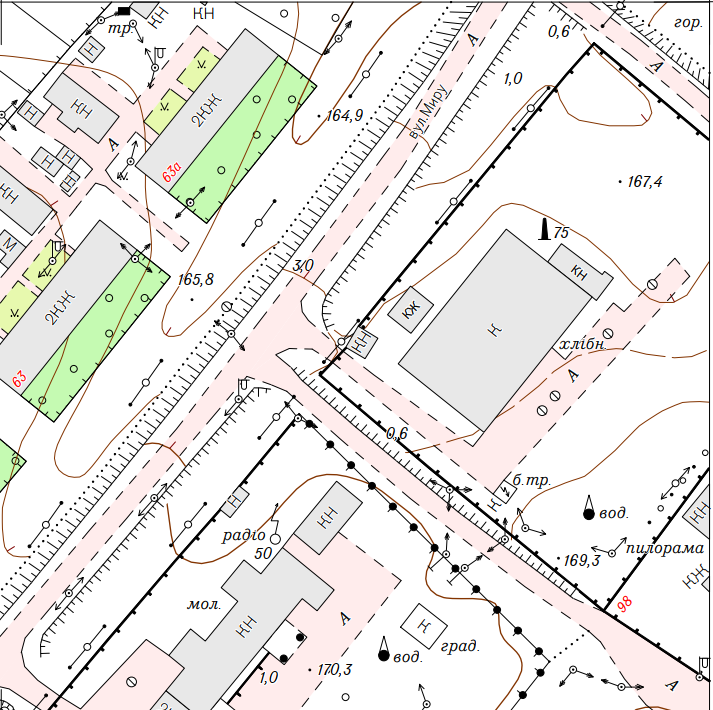 КН
тр.
гор.
0,6
А
А
Н
1,0
КН
2КЖ
164,9
вул.Миру
Н
А
Н
Н
Н
63а
167,4
КН
75
М
3,0
КН
165,8
2КЖ
КЖ
К
КН
хлібн.
63
А
0,6
б.тр.
Н
К
КН
вод.
КН
радіо
50
169,3
пилорама
КЖ
мол.
98
КН
А
К
град.
вод.
1,0
170,3
А